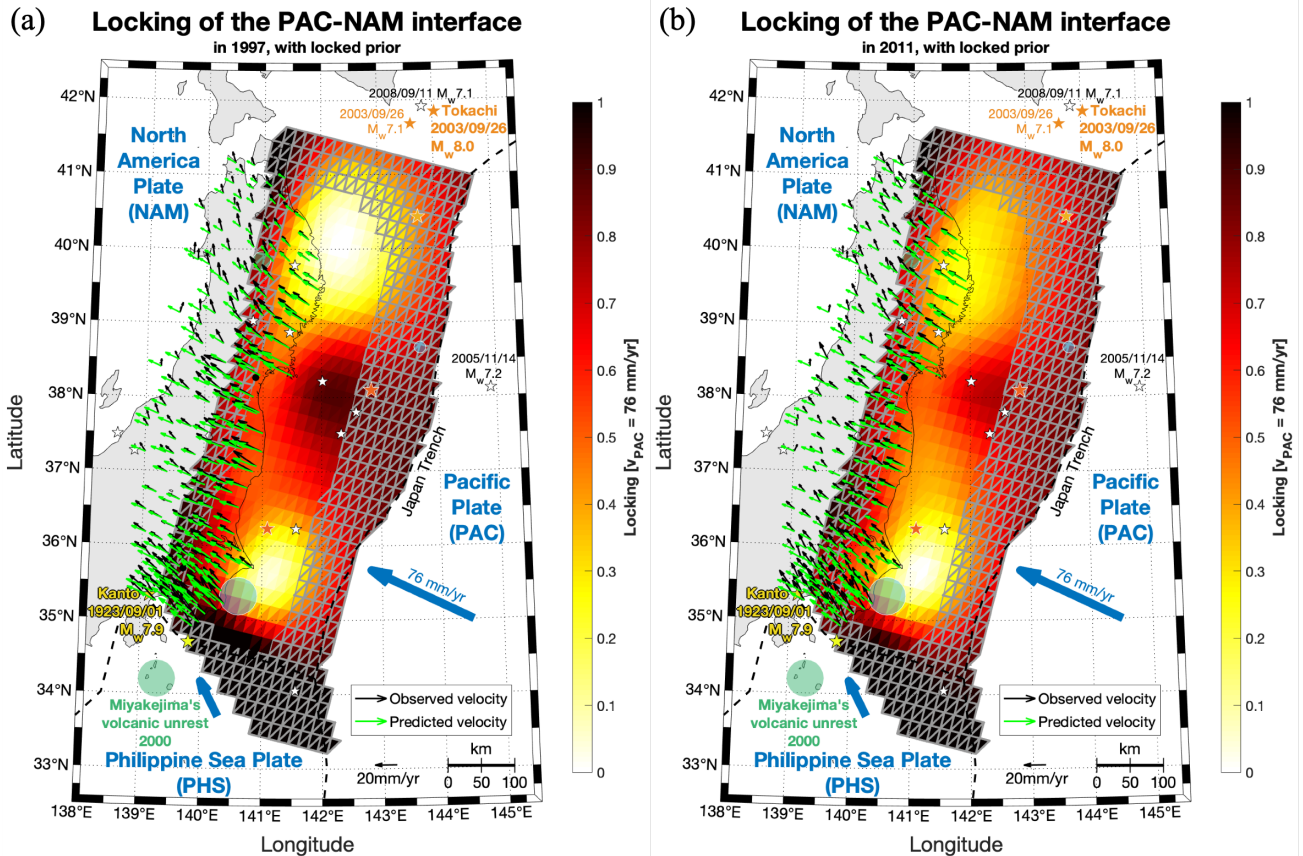 (a)
Locking of the PAC-NAM interface
in 1997, with locked prior
42°N
41°N
40°N
39°N
38°N
37°N
36°N
35°N
34°N
33°N
Latitude
North
America
Plate
(NAM)
2008/09/11 Mw7.1
2003/09/26
Mw7.1
Tokachi
2003/09/26
Mw8.0
2005/11/14
Mw7.2
Japan Trench
Pacific
Plate
(PAC)
76 mm/yr
Kanto
1923/09/01
Mw7.9
Miyakejima's
volcanic unrest
2000
Philippine Sea Plate
(PHS)
Observed velocity
Predicted velocity
km
20mm/yr
0 50 100
138°E 139°E 140°E 141°E 142°E 143°E 144°E 145°E
Longitude
1
0.9
0.8
0.7
0.6
0.5
0.4
0.3
0.2
0.1
0
Locking [vPAC = 76 mm/yr]
(b)
Locking of the PAC-NAM interface
in 2011, with locked prior
42°N
41°N
40°N
39°N
38°N
37°N
36°N
35°N
34°N
33°N
Latitude
North
America
Plate
(NAM)
2008/09/11 Mw7.1
2003/09/26
Mw7.1
Tokachi
2003/09/26
Mw8.0
2005/11/14
Mw7.2
Japan Trench
Pacific
Plate
(PAC)
76 mm/yr
Kanto
1923/09/01
Mw7.9
Miyakejima's
volcanic unrest
2000
Philippine Sea Plate
(PHS)
Observed velocity
Predicted velocity
km
20mm/yr
0 50 100
138°E 139°E 140°E 141°E 142°E 143°E 144°E 145°E
Longitude
1
0.9
0.8
0.7
0.6
0.5
0.4
0.3
0.2
0.1
0
Locking [vPAC = 76 mm/yr]